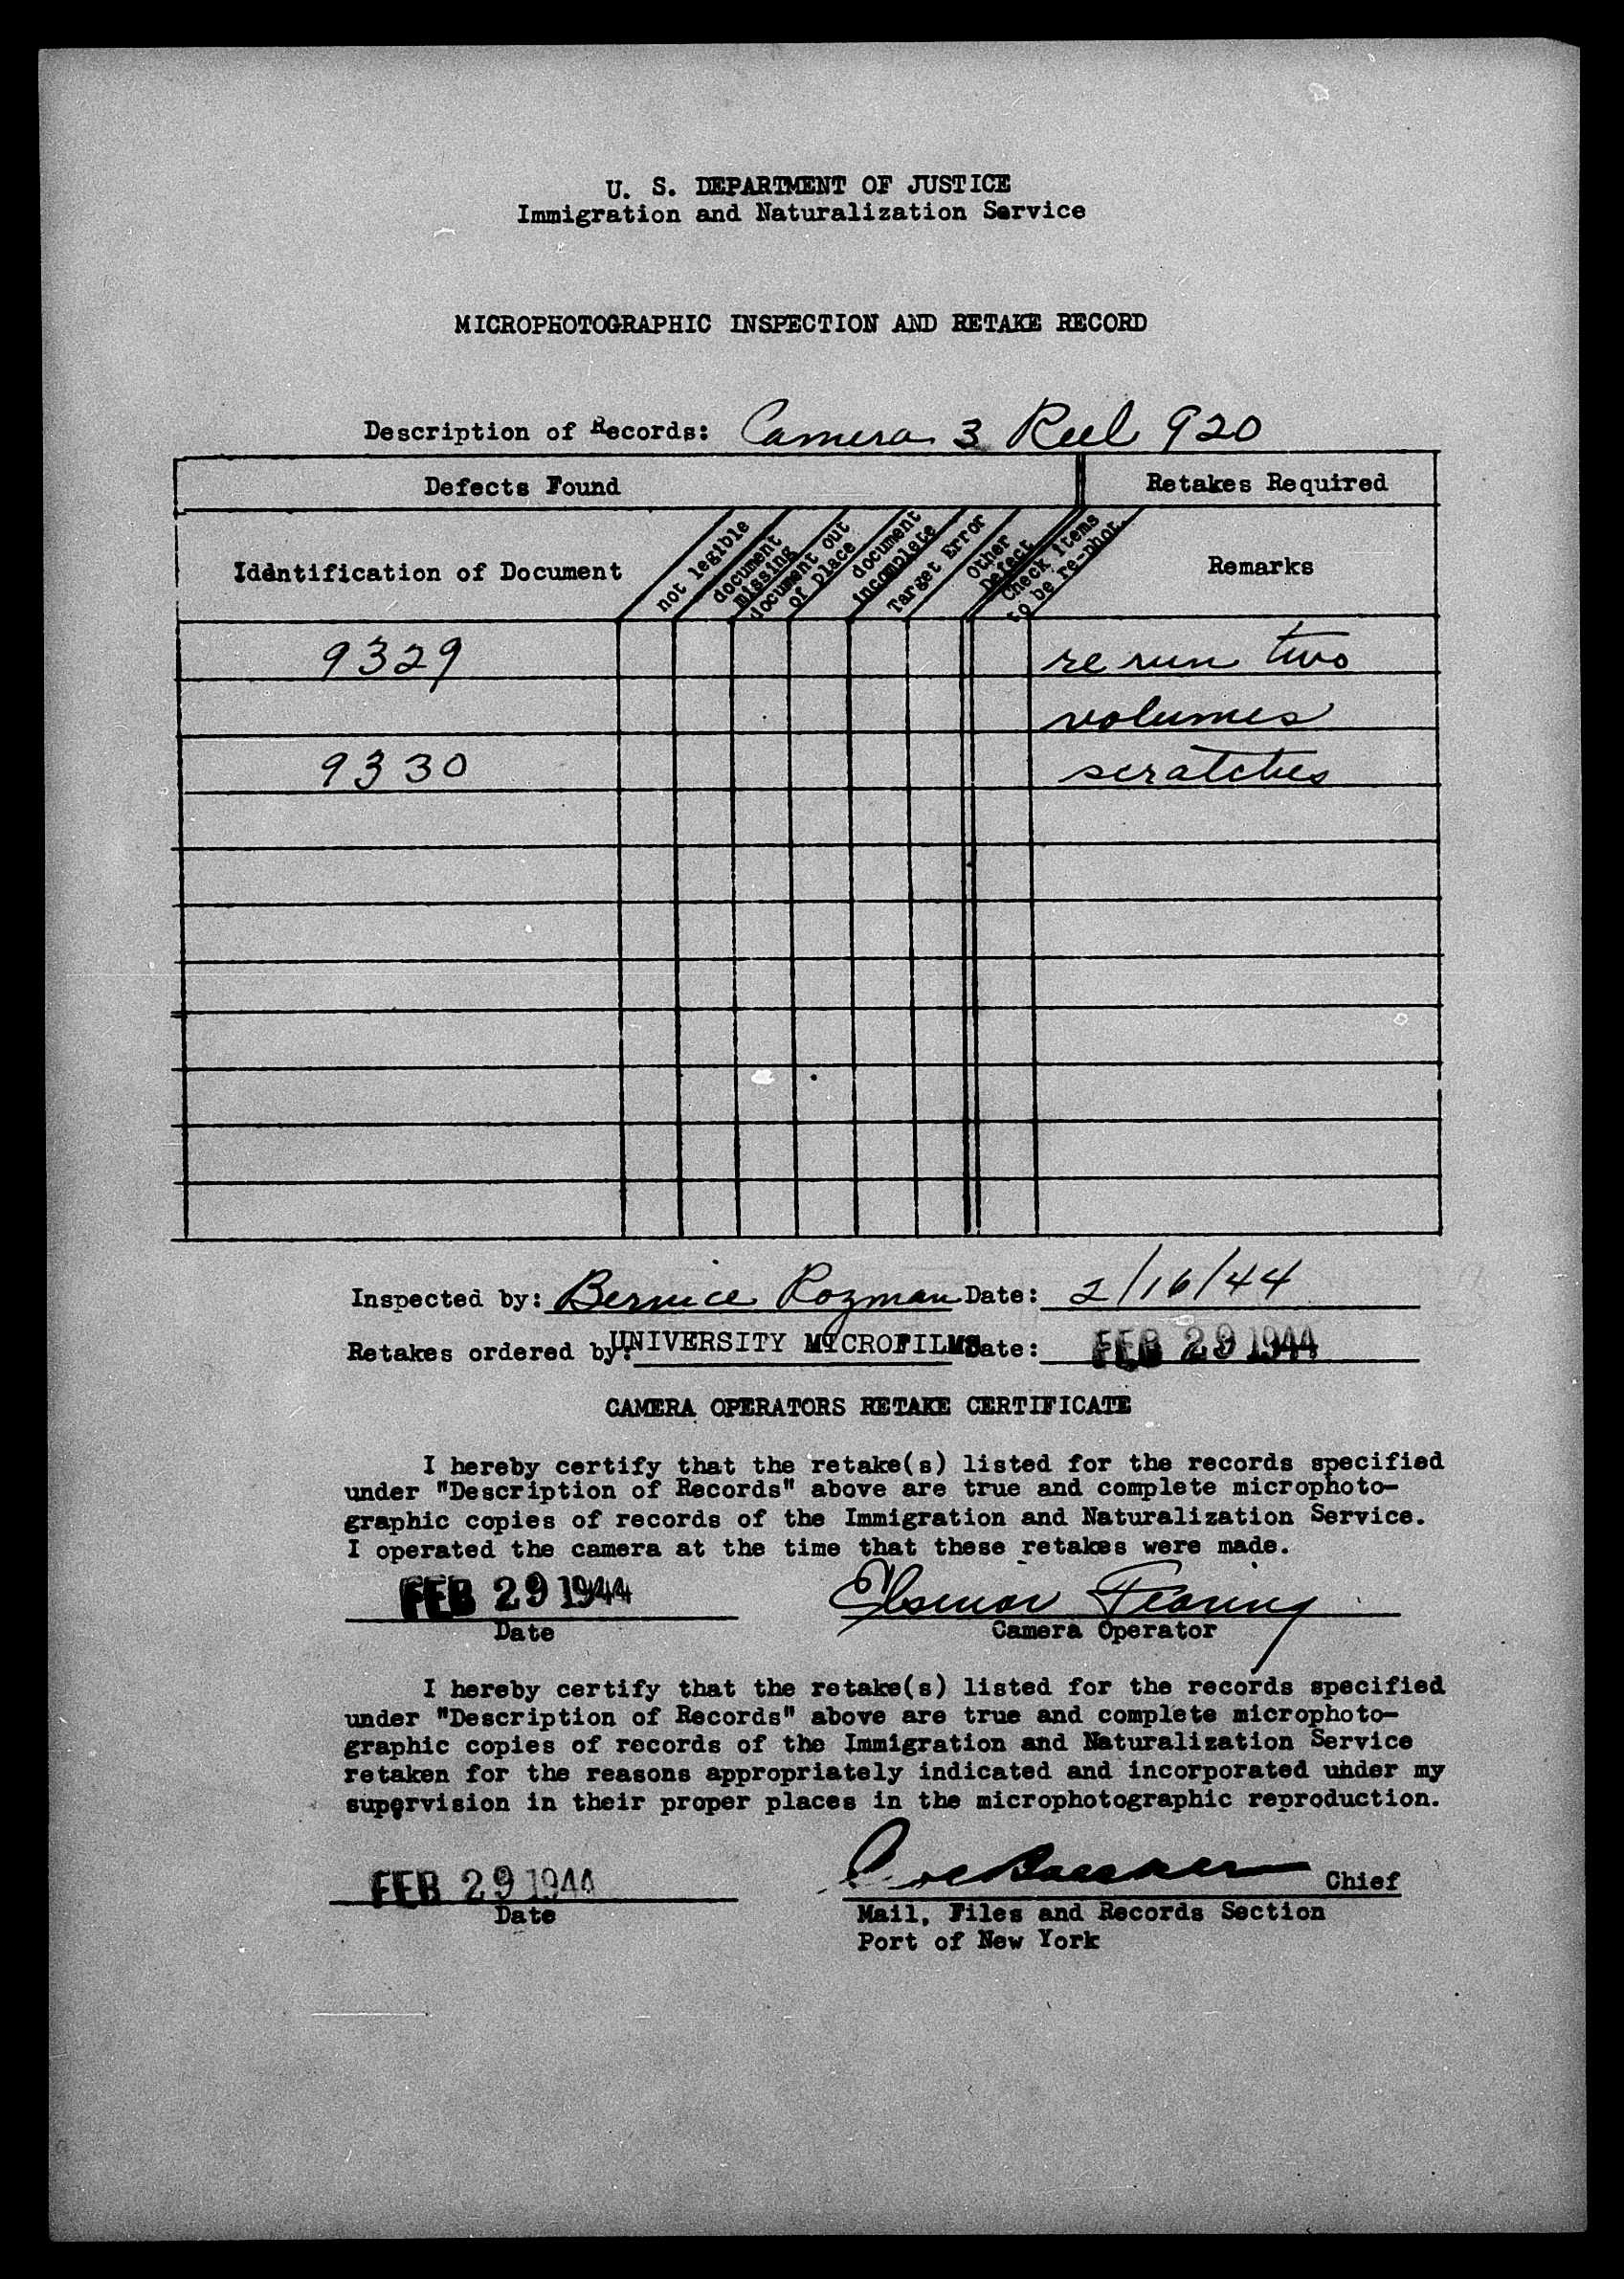 U. S. DEPARTMENT OF JUSTICE
Immigration and Naturalization Service
MICROPHOTOGRAPHIC INSPECTION AND RETAKE RECORD
Description of Records: Camera 3 Reel 920
Defects Found Retakes Required
Identification of Document
not legible
document
missing
document out
of place
document
incomplete
Target Error
Other
Defect
Check items
to be re-phot.
Remarks
9329 re run two
volumes
9330 scratches
Inspected by: Bernice Rozman Date: 2/16/44
Retakes ordered by: UNIVERSITY MICROFILMS Date: FEB 29 1944
CAMERA OPERATORS RETAKE CERTIFICATE
I hereby certify that the retake(s) listed for the records specified
under "Description of Records" above are true and complete microphoto-
graphic copies of records of the Immigration and Naturalization Service.
I operated the camera at the time that these retakes were made.
FEB 29 1944
Date Camera Operator
I hereby certify that the retake(s) listed for the records specified
under "Description of Records" above are true and complete microphoto-
graphic copies of records of the Immigration and Naturalization Service
retaken for the reasons appropriately indicated and incorporated under my
supervision in their proper places in the microphotographic reproduction.
FEB 29 1944 Chief
Date Mail, Files and Records Section
Port of New York